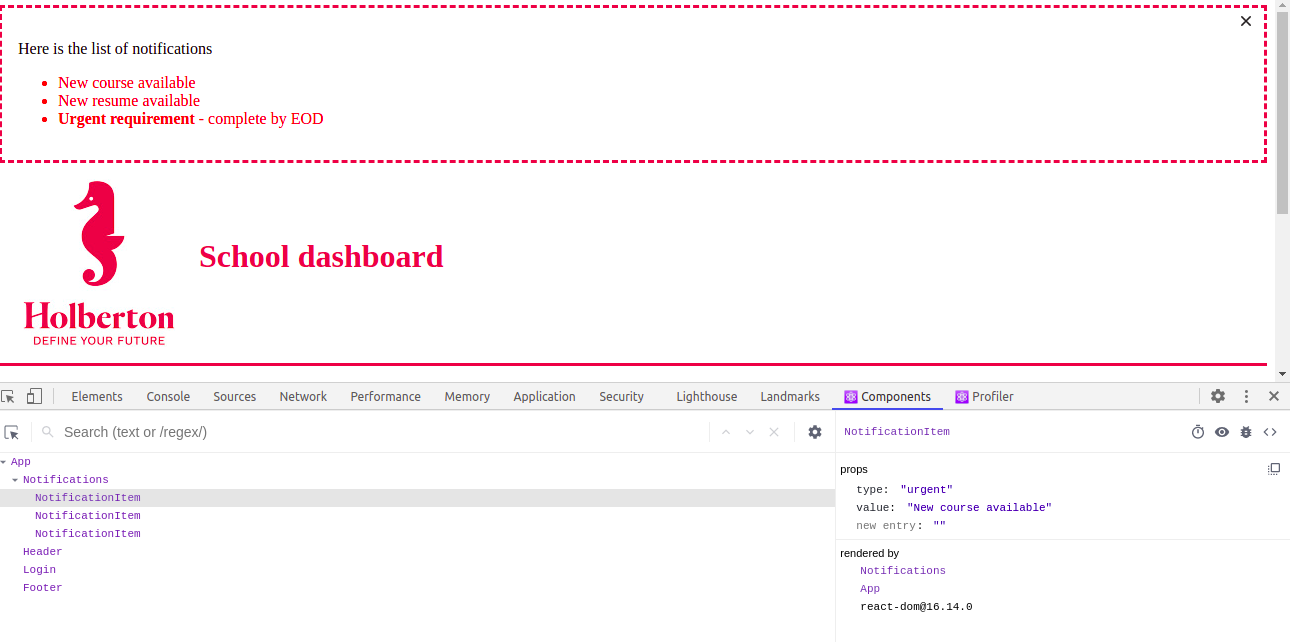 Here is the list of notifications
New course available
New resume available
Urgent requirement - complete by EOD
School dashboard
Holberton
DEFINE YOUR FUTURE
Elements Console Sources Network Performance Memory Application Security Lighthouse Landmarks Components Profiler
Search (text or /regex/)
NotificationItem
App
Notifications
NotificationItem
NotificationItem
NotificationItem
Header
Login
Footer
props
type: "urgent"
value: "New course available"
new entry: ""
rendered by
Notifications
App
react-dom@16.14.0